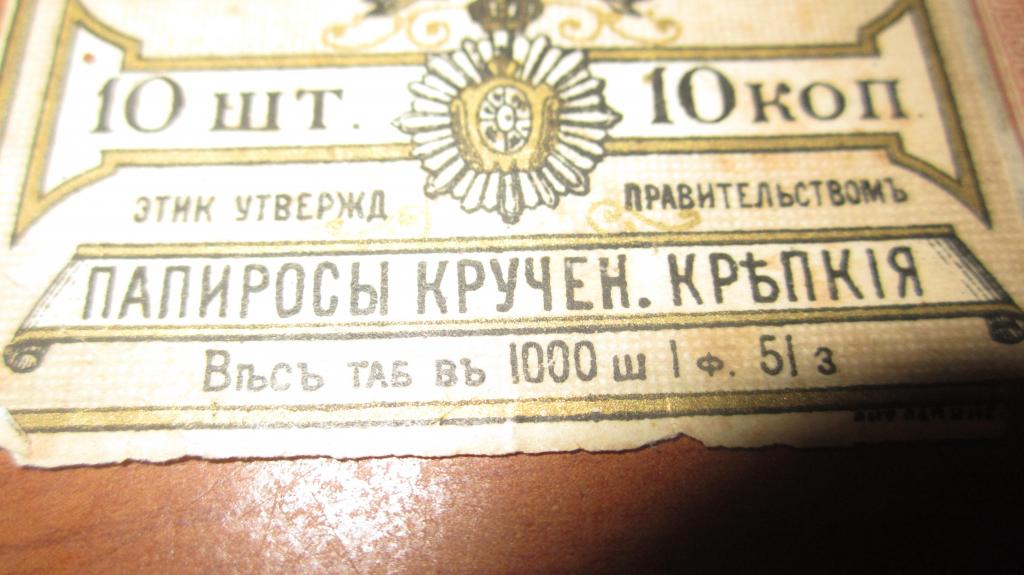 10 шт. 10 коп.
ЭТИК УТВЕРЖД ПРАВИТЕЛЬСТВОМЪ
ПАПИРОСЫ КРУЧЕН. КРѢПКІЯ
Вѣсъ таб въ 1000 ш 1 ф. 51 з